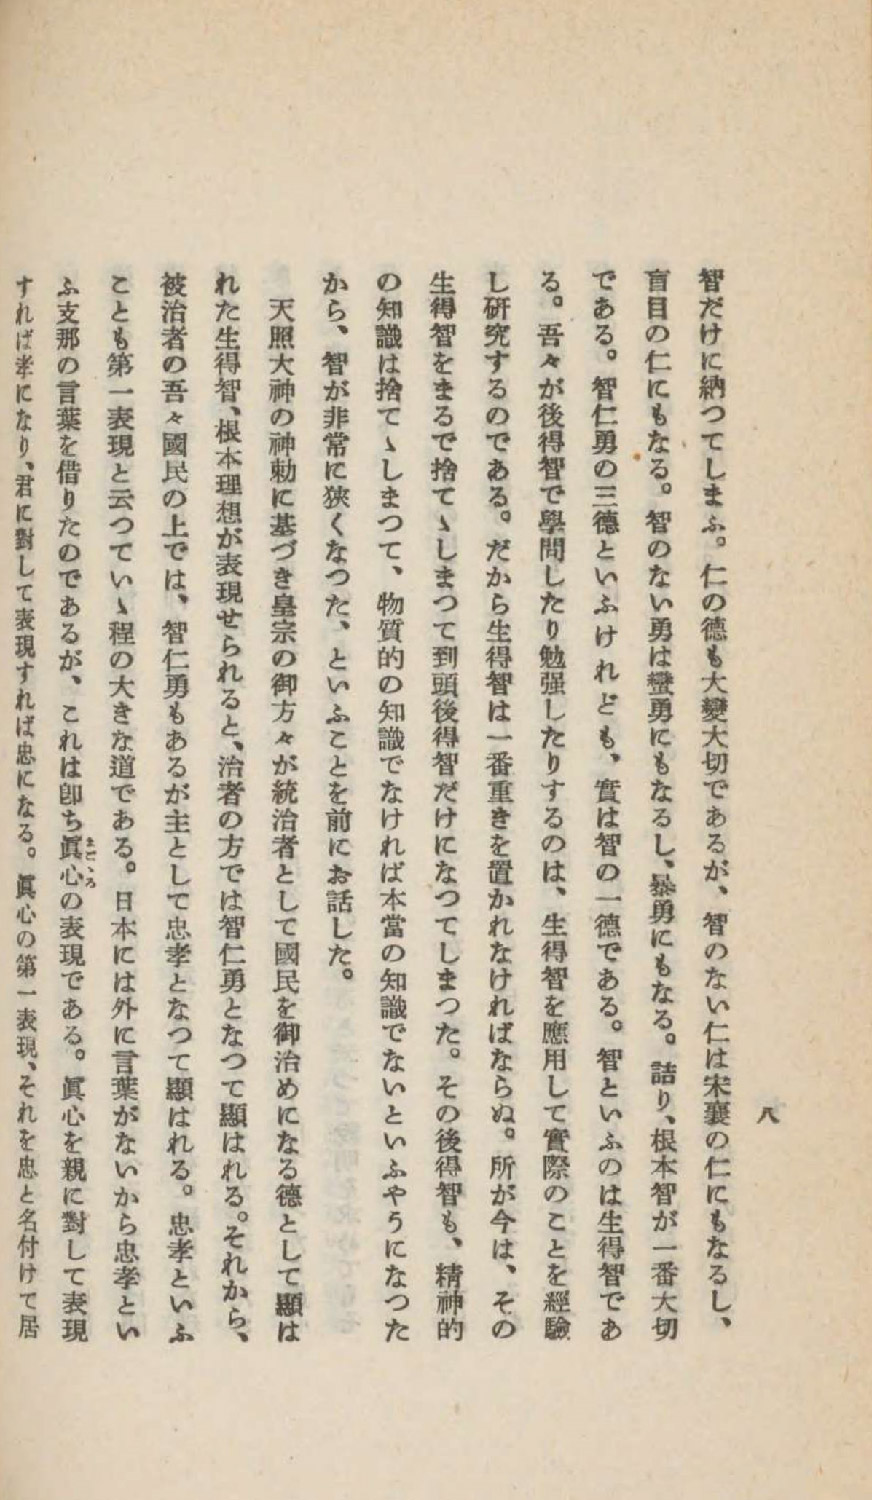 八
智だけに納つてしまふ。仁の德も大變大切であるが、智のない仁は宋襄の仁にもなるし、
盲目の仁にもなる。智のない勇は蠻勇にもなるし、暴勇にもなる。詰り、根本智が一番大切
である。智仁勇の三德といふけれども、實は智の一德である。智といふのは生得智であ
る。吾々が後得智で學問したり勉强したりするのは、生得智を應用して實際のことを經驗
し研究するのである。だから生得智は一番重きを置かれなければならぬ。所が今は、その
生得智をまるで捨てゝしまつて到頭後得智だけになつてしまつた。その後得智も、精神的
の知識は捨てゝしまつて、物質的の知識でなければ本當の知識でないといふやうになつた
から、智が非常に狹くなつた、といふことを前にお話した。
天照大神の神勅に基づき皇宗の御方々が統治者として國民を御治めになる德として顯は
れた生得智、根本理想が表現せられると、治者の方では智仁勇となつて顯はれる。それから、
被治者の吾々國民の上では、智仁勇もあるが主として忠孝となつて顯はれる。忠孝といふ
ことも第一表現と云つていゝ程の大きな道である。日本には外に言葉がないから忠孝とい
ふ支那の言葉を借りたのであるが、これは卽ち眞心の表現である。眞心を親に對して表現
まごゝろ
すれば孝になり、君に對して表現すれば忠になる。眞心の第一表現、それを忠と名付けて居